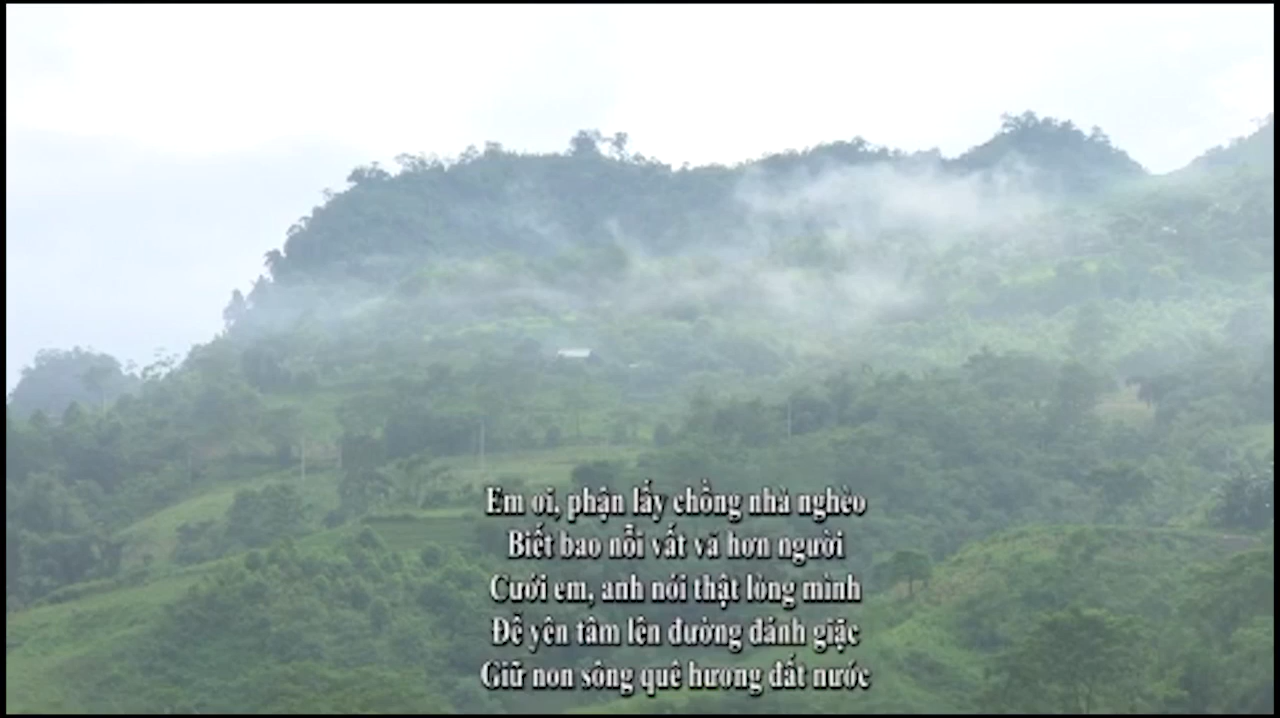 Em ơi, phận lấy chồng nhà nghèo
Biết bao nỗi vất vả hơn người
Cưới em, anh nói thật lòng mình
Để yên tâm lên đường đánh giặc
Giữ non sông quê hương đất nước